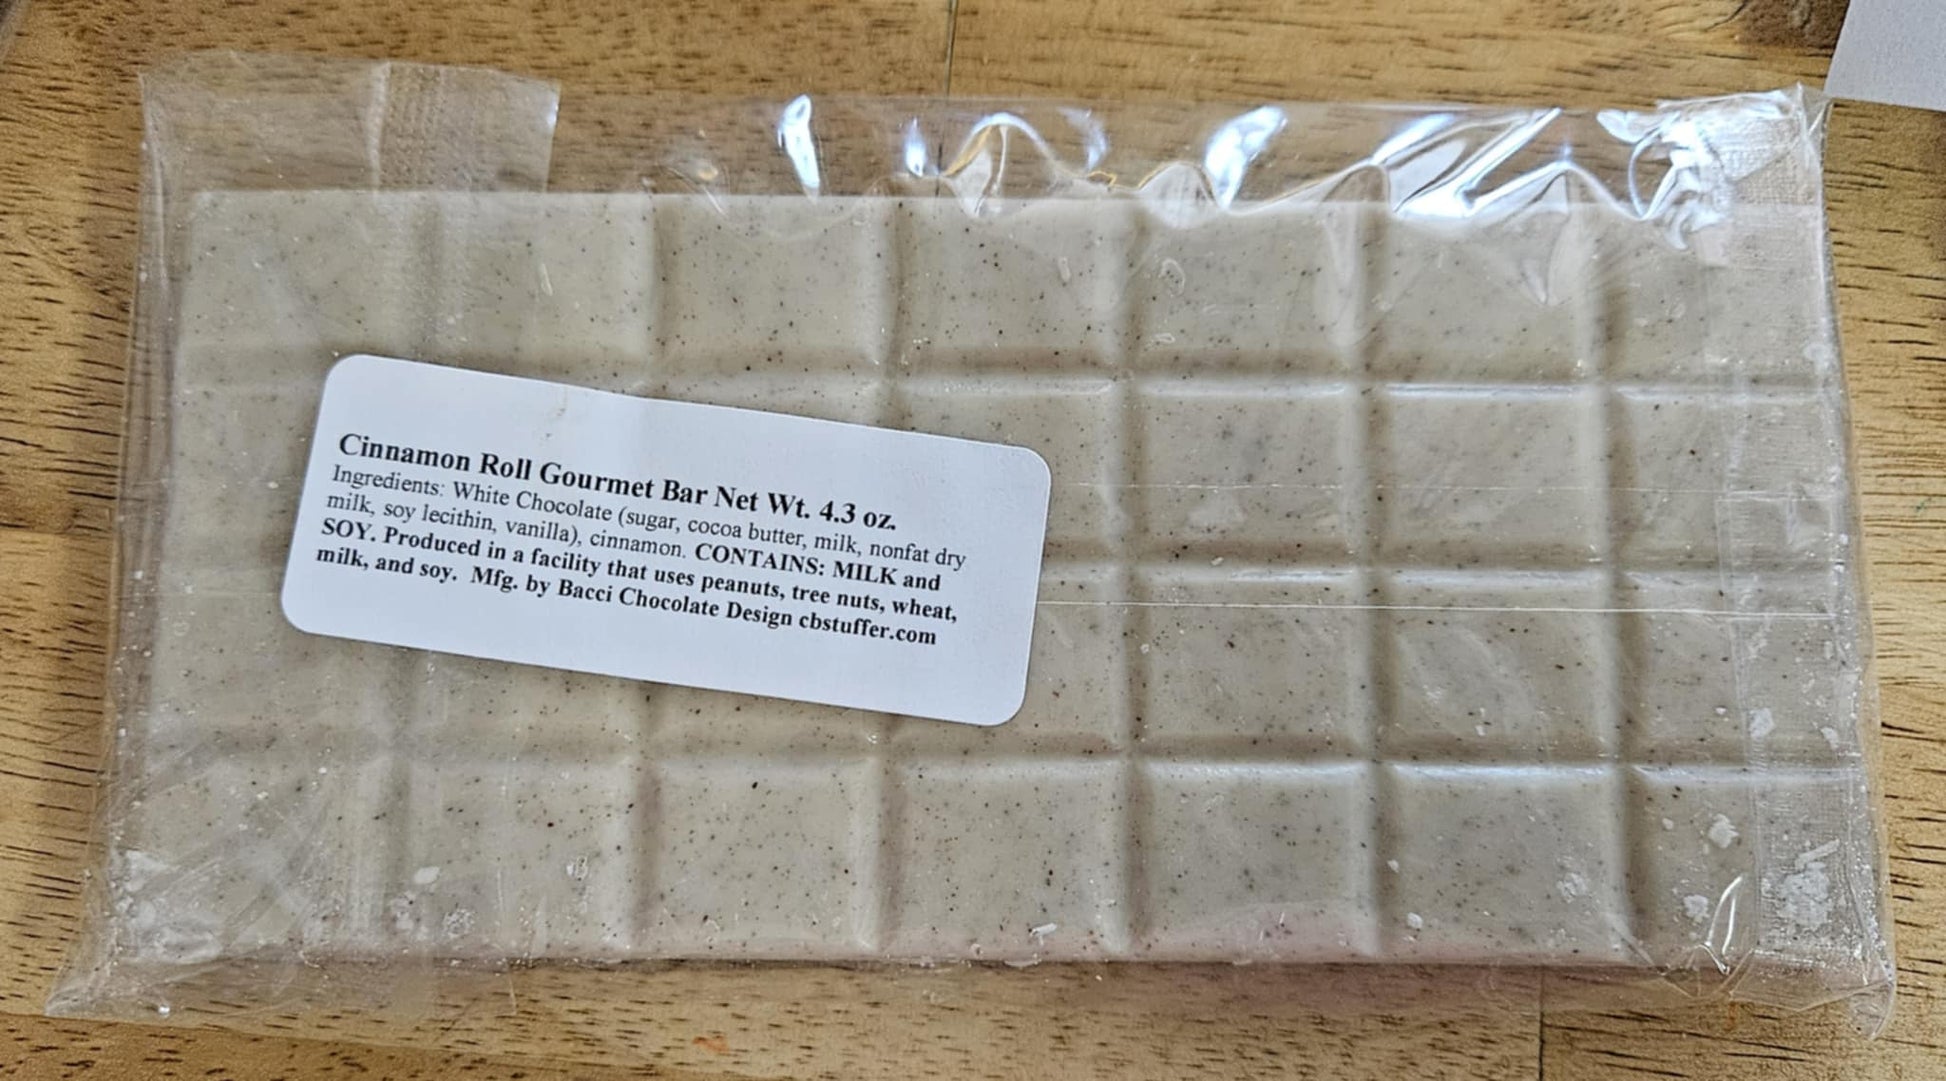 Cinnamon Roll Gourmet Bar Net Wt. 4.3 oz.
Ingredients: White Chocolate (sugar, cocoa butter, milk, nonfat dry
milk, soy lecithin, vanilla), cinnamon. CONTAINS: MILK and
SOY. Produced in a facility that uses peanuts, tree nuts, wheat,
milk, and soy. Mfg. by Bacci Chocolate Design cbstuffer.com